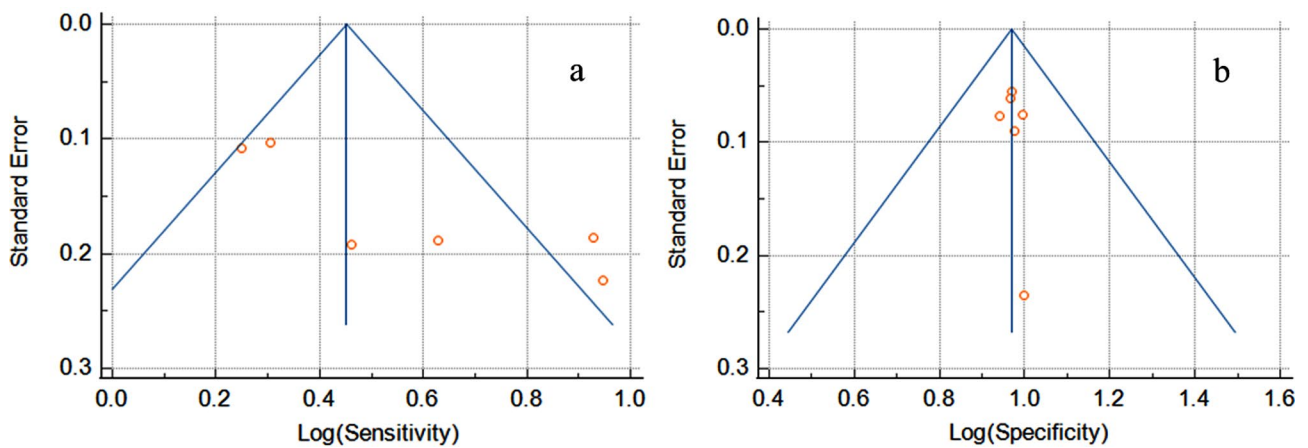 a
Standard Error
0.0
0.1
0.2
0.3
0.0 0.2 0.4 0.6 0.8 1.0
Log(Sensitivity)
b
Standard Error
0.0
0.1
0.2
0.3
0.4 0.6 0.8 1.0 1.2 1.4 1.6
Log(Specificity)